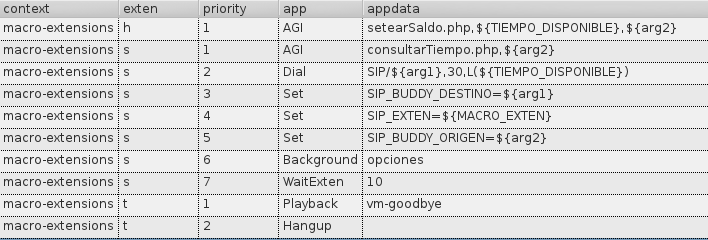 context exten priority app appdata
macro-extensions h 1 AGI setearSaldo.php,${TIEMPO_DISPONIBLE},${arg2}
macro-extensions s 1 AGI consultarTiempo.php,${arg2}
macro-extensions s 2 Dial SIP/${arg1},30,L(${TIEMPO_DISPONIBLE})
macro-extensions s 3 Set SIP_BUDDY_DESTINO=${arg1}
macro-extensions s 4 Set SIP_EXTEN=${MACRO_EXTEN}
macro-extensions s 5 Set SIP_BUDDY_ORIGEN=${arg2}
macro-extensions s 6 Background opciones
macro-extensions s 7 WaitExten 10
macro-extensions t 1 Playback vm-goodbye
macro-extensions t 2 Hangup